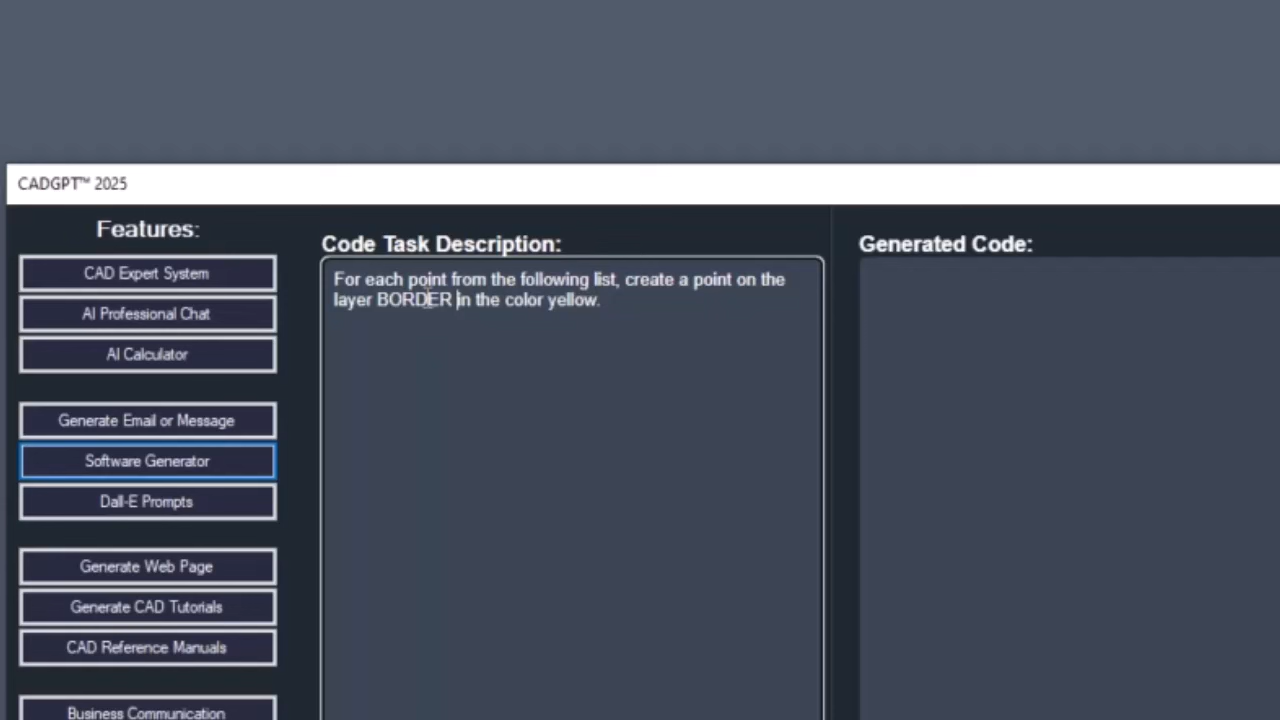 CADGPT™ 2025
Features:
CAD Expert System
AI Professional Chat
AI Calculator
Generate Email or Message
Software Generator
Dall-E Prompts
Generate Web Page
Generate CAD Tutorials
CAD Reference Manuals
Business Communication
Code Task Description:
For each point from the following list, create a point on the
layer BORDER in the color yellow.
Generated Code: